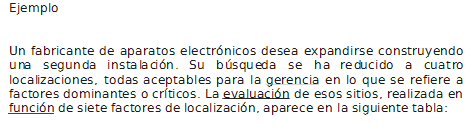 Ejemplo
Un fabricante de aparatos electrónicos desea expandirse construyendo
una segunda instalación. Su búsqueda se ha reducido a cuatro
localizaciones, todas aceptables para la gerencia en lo que se refiere a
factores dominantes o críticos. La evaluación de esos sitios, realizada en
función de siete factores de localización, aparece en la siguiente tabla: